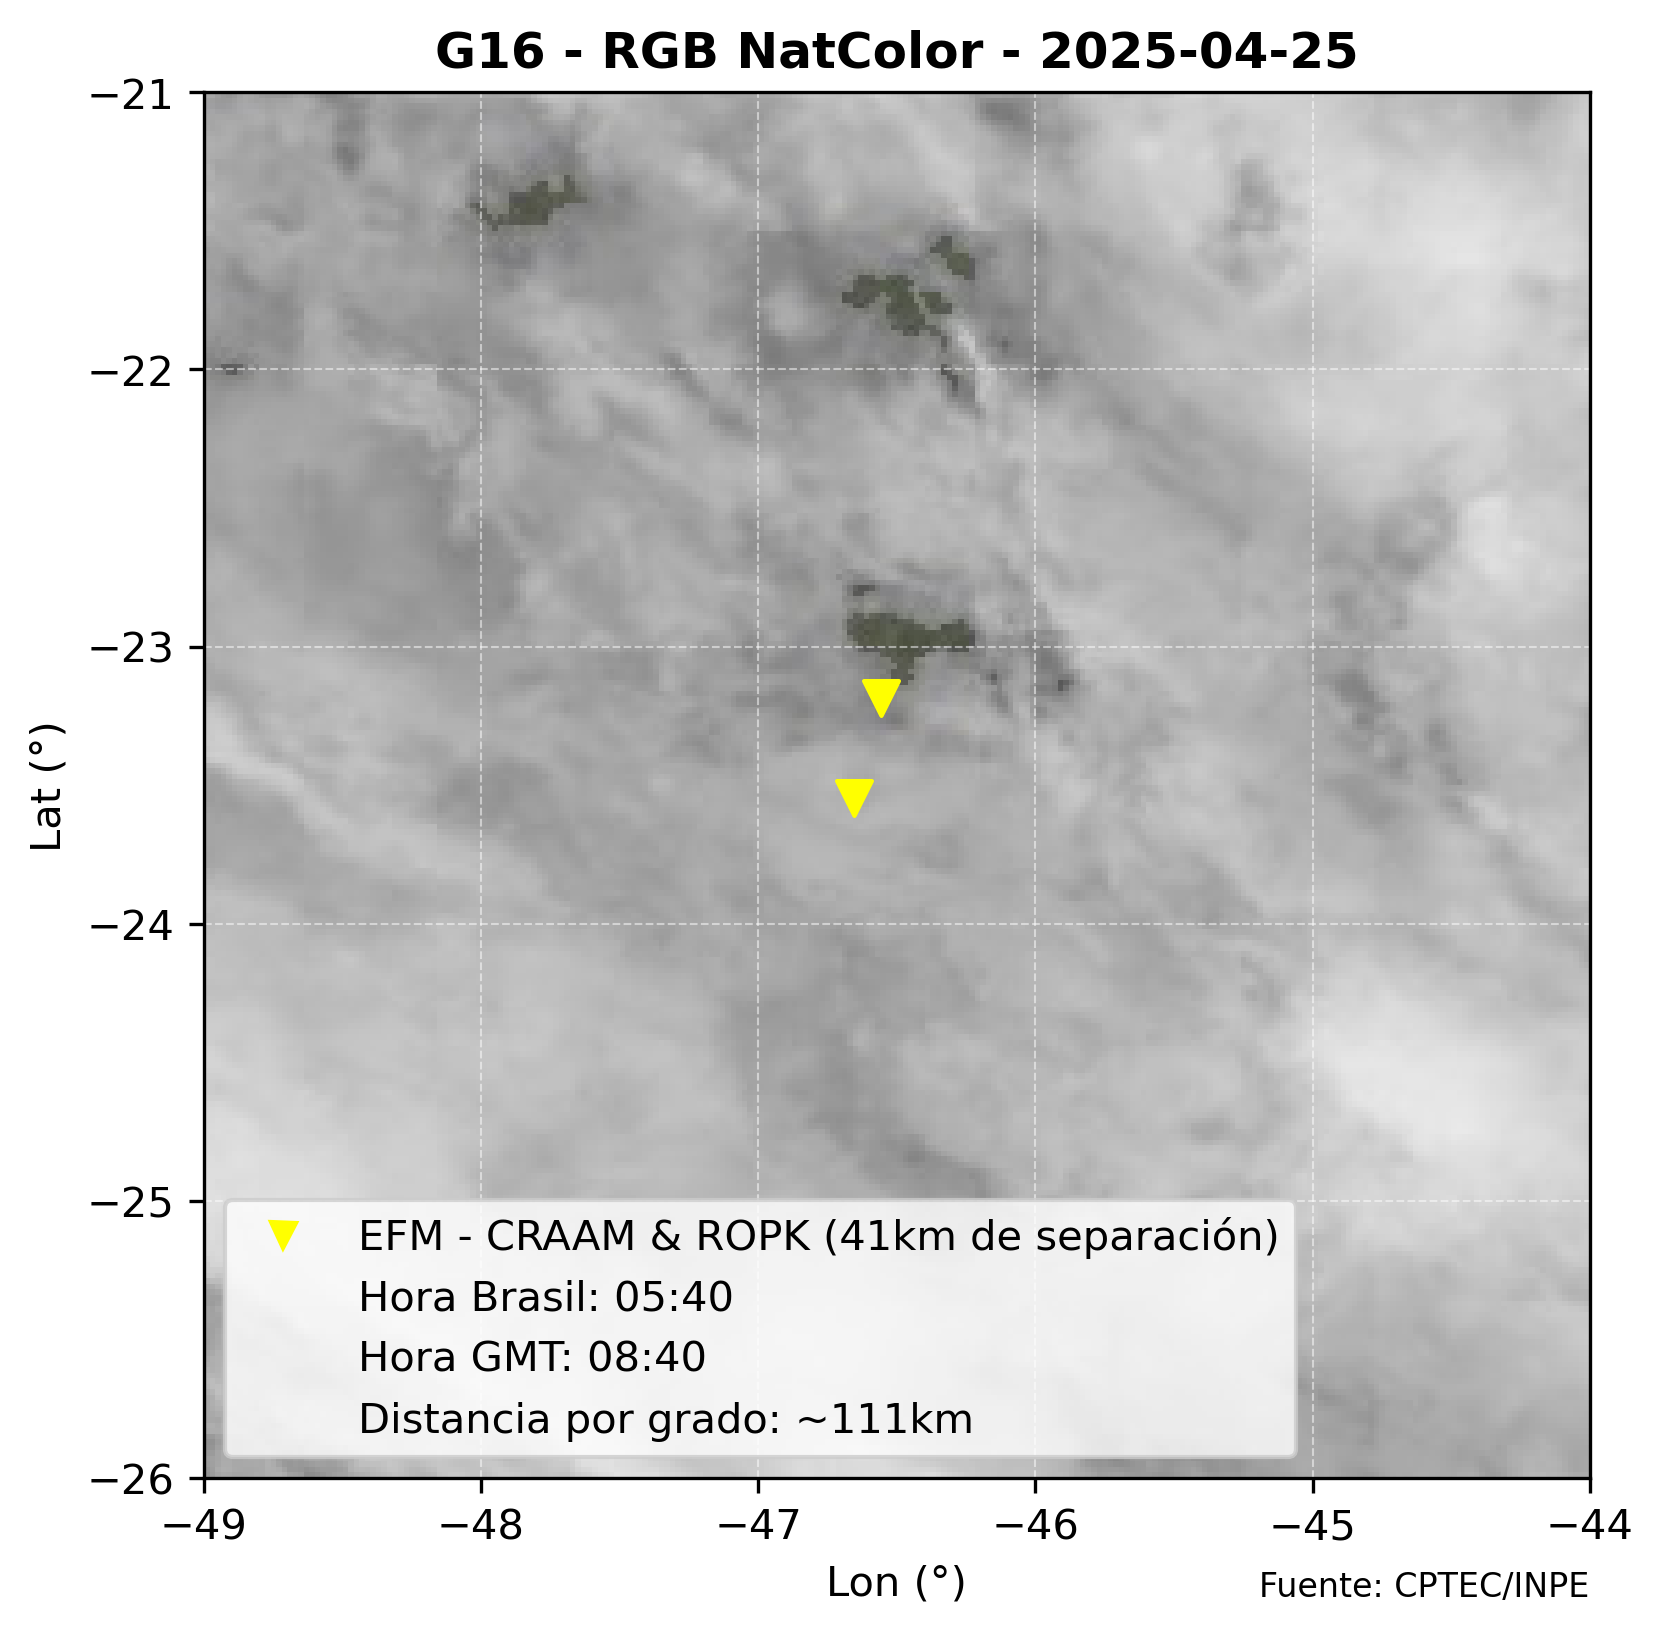 G16 - RGB NatColor - 2025-04-25
−21
−22
−23
−24
−25
−26
Lat (°)
EFM - CRAAM & ROPK (41km de separación)
Hora Brasil: 05:40
Hora GMT: 08:40
Distancia por grado: ~111km
−49 −48 −47 −46 −45 −44
Lon (°)
Fuente: CPTEC/INPE